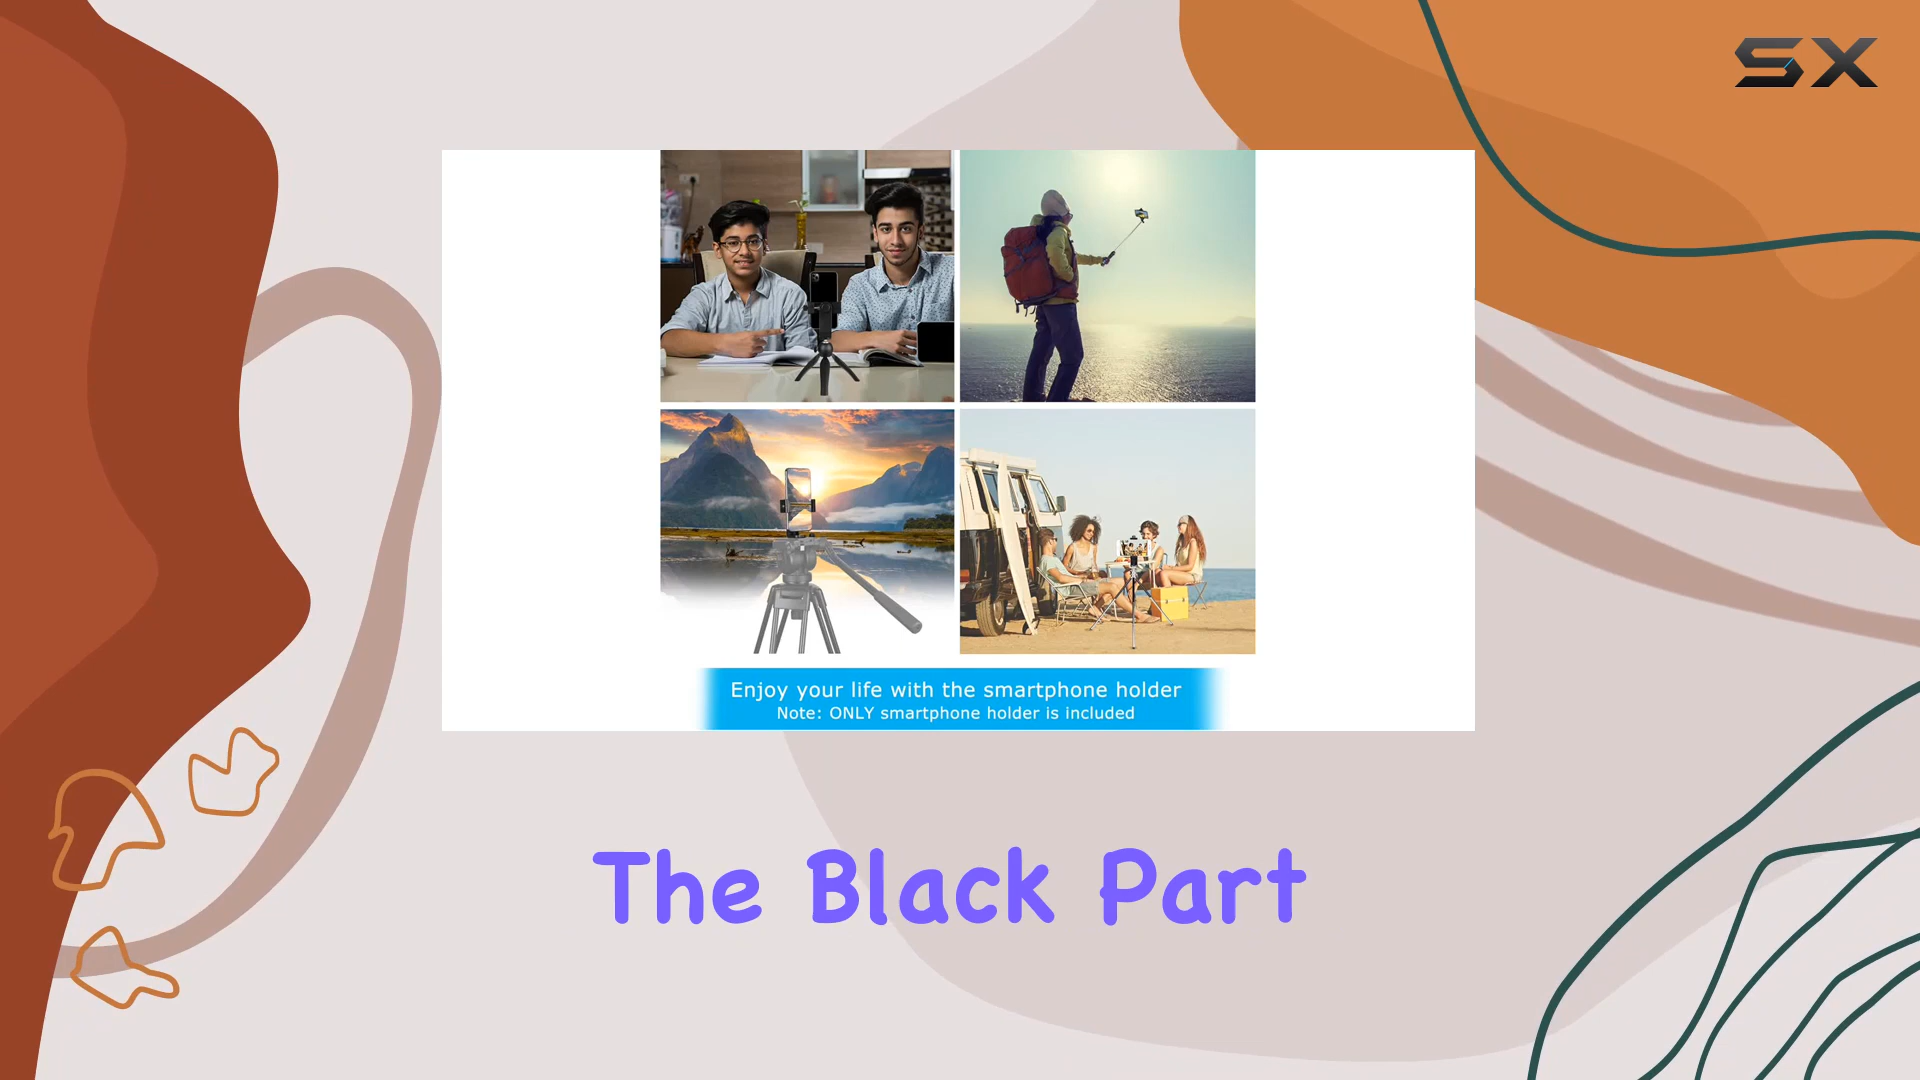 SX
Enjoy your life with the smartphone holder
Note: ONLY smartphone holder is included
The Black Part